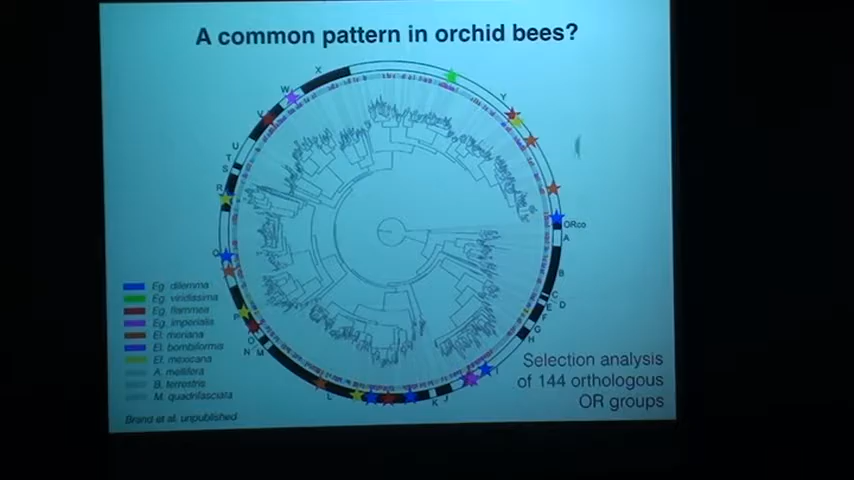 A common pattern in orchid bees?
X
W
V
U
T
S
R
Q
P
O
N M
L
K J
I
H
G
F
E
C D
B
A
ORco
Y
Eg. dilemma
Eg. viridissima
Eg. flammea
Eg. imperialis
El. meriana
El. bombiformis
El. mexicana
A. mellifera
B. terrestris
M. quadrifasciata
Brand et al. unpublished
Selection analysis
of 144 orthologous
OR groups